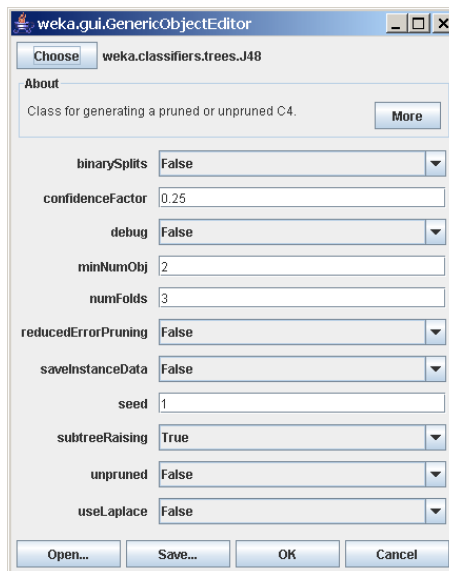 weka.gui.GenericObjectEditor
Choose weka.classifiers.trees.J48
About
Class for generating a pruned or unpruned C4.
More
binarySplits False
confidenceFactor 0.25
debug False
minNumObj 2
numFolds 3
reducedErrorPruning False
saveInstanceData False
seed 1
subtreeRaising True
unpruned False
useLaplace False
Open... Save... OK Cancel